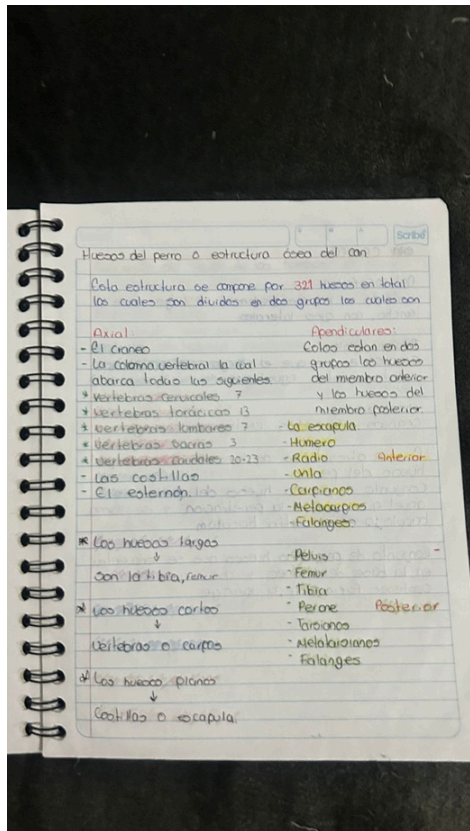 Scribe
Huesos del perro o estructura ósea del can
Esta estructura se compone por 321 huesos en total
los cuales son dividos en dos grupos los cuales son
Axial
- El craneo
- La columna vertebral la cual
abarca todas las siguientes
* vertebras cervicales 7
* vertebras torácicas 13
* vertebras lombares 7
* vertebras sacras 3
* vertebras caudales 20-23
- Las costillas
- El esternón.
* Los huesos largos
↓
son la tibia, femur
* Los huesos cortos
↓
vertebras o carpos
* Los huesos planos
↓
Costillas o escapula.
Apendiculares:
Estos estan en dos
grupos los huesos
del miembro anterior
y los huesos del
miembro posterior.
- La escapula
- Humero
- Radio Anterior
- Unla
- Carpianos
- Metacarpios
- Falanges
- Pelvis
- Femur
- Tibia
- Perone Posterior
- Tarsianos
- Metatarsianos
- Falanges